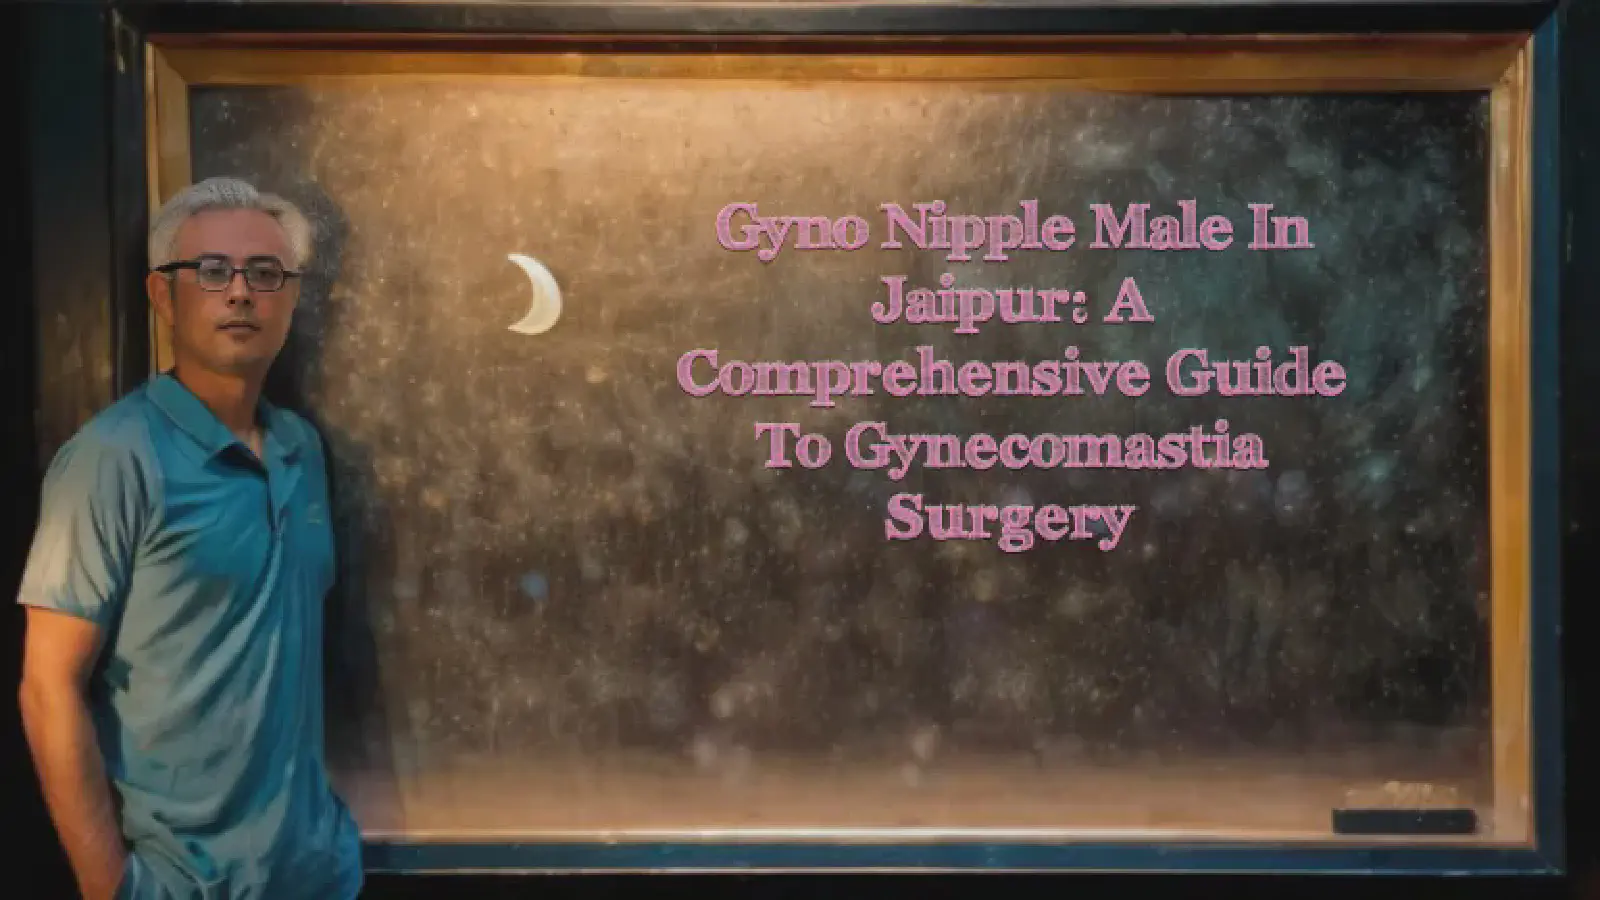 Gyno Nipple Male In
Jaipur: A
Comprehensive Guide
To Gynecomastia
Surgery